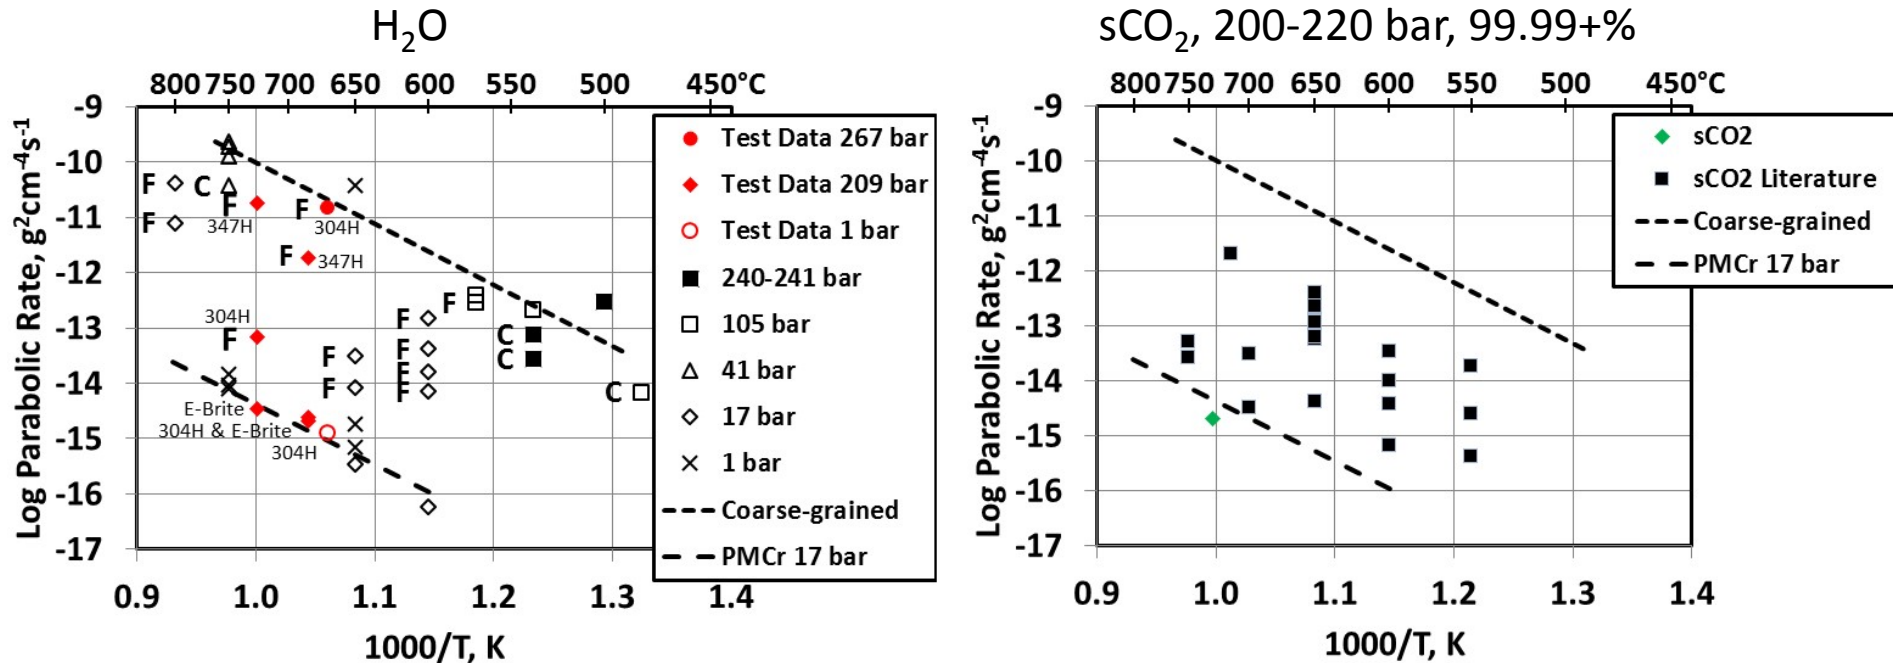 H₂O
800 750 700 650 600 550 500 450°C
Log Parabolic Rate, g²cm⁻⁴s⁻¹
-9
-10
-11
-12
-13
-14
-15
-16
-17
F
C
F
F
347H
F
304H
F
347H
304H
F
E-Brite
304H & E-Brite
304H
F
F
F
F
F
F
F
C
C
C
Test Data 267 bar
Test Data 209 bar
Test Data 1 bar
240-241 bar
105 bar
41 bar
17 bar
1 bar
Coarse-grained
PMCr 17 bar
0.9 1.0 1.1 1.2 1.3 1.4
1000/T, K
sCO₂, 200-220 bar, 99.99+%
800 750 700 650 600 550 500 450°C
Log Parabolic Rate, g²cm⁻⁴s⁻¹
-9
-10
-11
-12
-13
-14
-15
-16
-17
sCO2
sCO2 Literature
Coarse-grained
PMCr 17 bar
0.9 1.0 1.1 1.2 1.3 1.4
1000/T, K